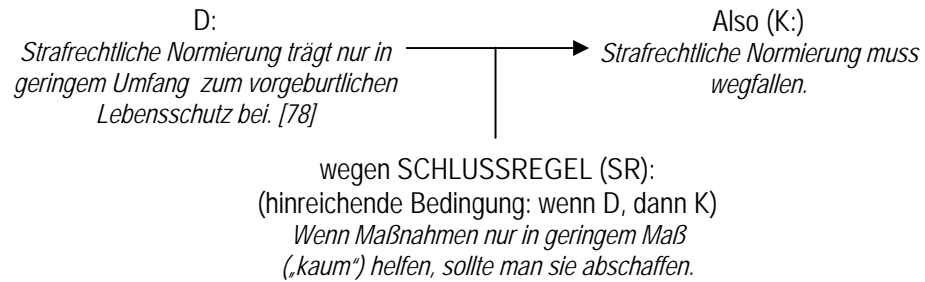 D:
Strafrechtliche Normierung trägt nur in
geringem Umfang zum vorgeburtlichen
Lebensschutz bei. [78]
Also (K:)
Strafrechtliche Normierung muss
wegfallen.
wegen SCHLUSSREGEL (SR):
(hinreichende Bedingung: wenn D, dann K)
Wenn Maßnahmen nur in geringem Maß
(„kaum“) helfen, sollte man sie abschaffen.